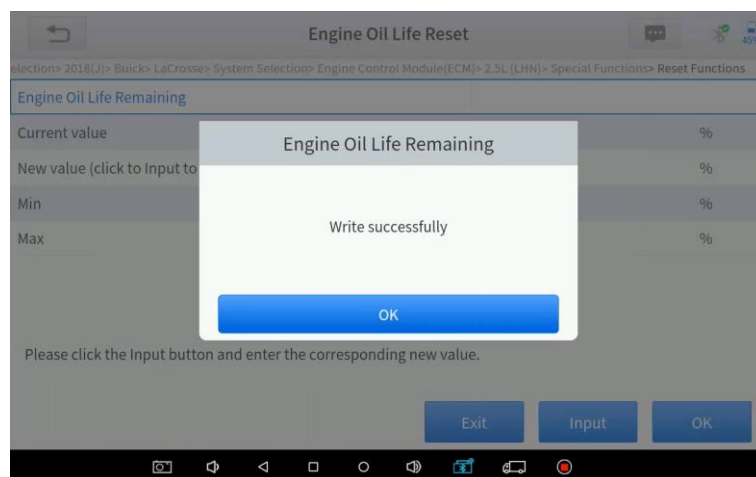 Engine Oil Life Reset
45%
election> 2018(J)> Buick> LaCrosse> System Selection> Engine Control Module(ECM)> 2.5L (LHN)> Special Functions> Reset Functions
Engine Oil Life Remaining
Current value %
New value (click to Input to %
Min
Max %
Engine Oil Life Remaining
Write successfully
OK
Please click the Input button and enter the corresponding new value.
Exit Input OK